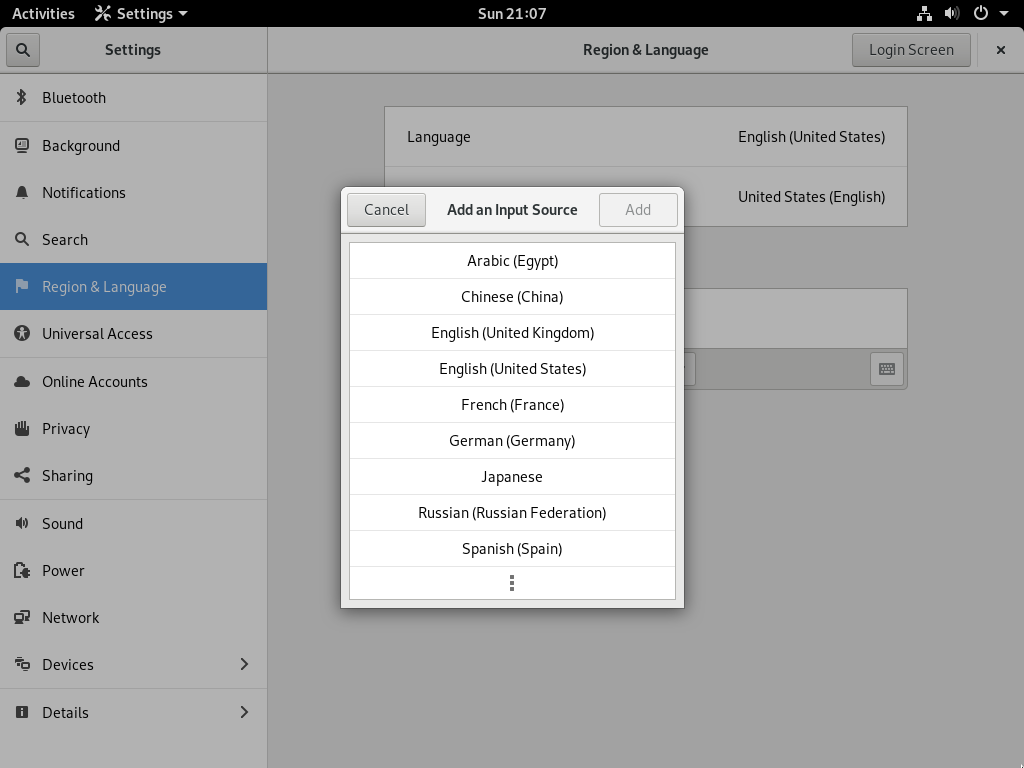 Activities Settings Sun 21:07
Settings Region & Language Login Screen
Bluetooth
Background
Notifications
Search
Region & Language
Universal Access
Online Accounts
Privacy
Sharing
Sound
Power
Network
Devices
Details
Language English (United States)
United States (English)
Cancel Add an Input Source Add
Arabic (Egypt)
Chinese (China)
English (United Kingdom)
English (United States)
French (France)
German (Germany)
Japanese
Russian (Russian Federation)
Spanish (Spain)